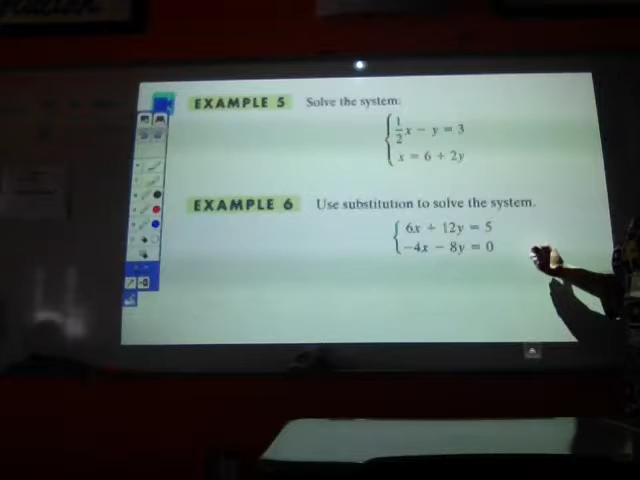 EXAMPLE 5 Solve the system:
1/2 x - y = 3
x = 6 + 2y
EXAMPLE 6 Use substitution to solve the system.
6x + 12y = 5
-4x - 8y = 0